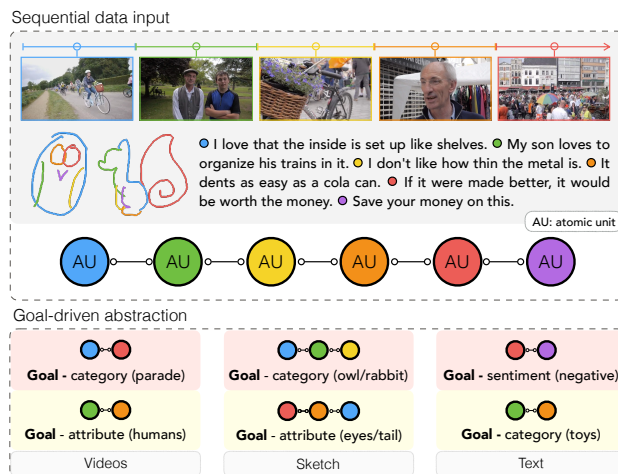 Sequential data input
I love that the inside is set up like shelves. My son loves to
organize his trains in it. I don't like how thin the metal is. It
dents as easy as a cola can. If it were made better, it would
be worth the money. Save your money on this.
AU: atomic unit
AU AU AU AU AU AU
Goal-driven abstraction
Goal - category (parade)
Goal - category (owl/rabbit)
Goal - sentiment (negative)
Goal - attribute (humans)
Goal - attribute (eyes/tail)
Goal - category (toys)
Videos
Sketch
Text